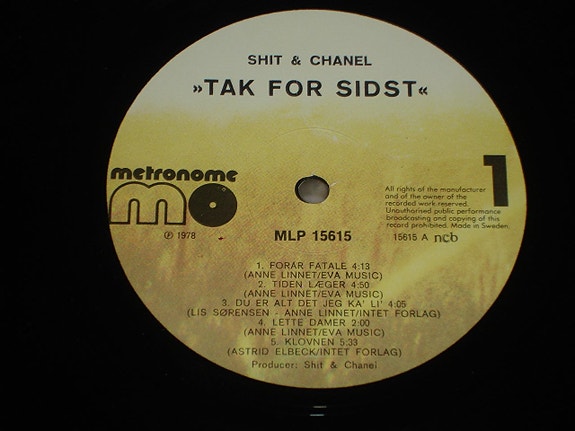 SHIT & CHANEL
»TAK FOR SIDST«
metronome
mo
℗ 1978
1
All rights of the manufacturer
and of the owner of the
recorded work reserved.
Unauthorised public performance
broadcasting and copying of this
record prohibited. Made in Sweden.
MLP 15615
15615 A ncb
1. FORÅR FATALE 4:13
(ANNE LINNET/EVA MUSIC)
2. TIDEN LÆGER 4:50
(ANNE LINNET/EVA MUSIC)
3. DU ER ALT DET JEG KA' LI' 4:05
(LIS SØRENSEN - ANNE LINNET/INTET FORLAG)
4. LETTE DAMER 2:00
(ANNE LINNET/EVA MUSIC)
5. KLOVNEN 5:33
(ASTRID ELBECK/INTET FORLAG)
Producer: Shit & Chanel